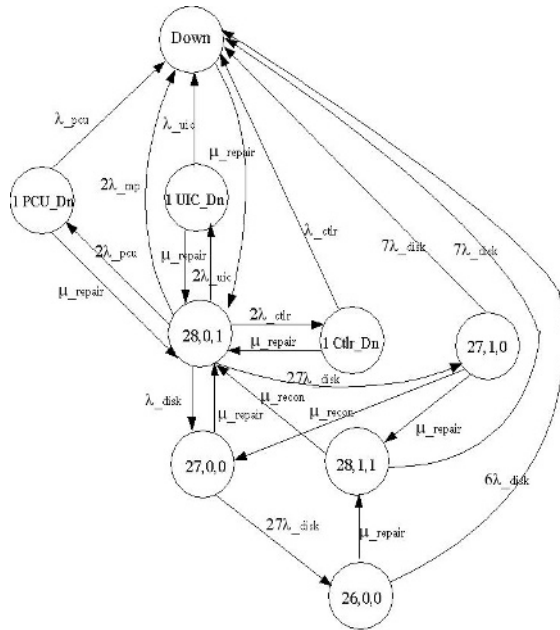 Down
λ_pcu
λ_uic
μ_repair
2λ_mp
1 PCU_Dn
1 UIC_Dn
λ_ctlr
7λ_disk
7λ_disk
2λ_pcu
μ_repair
2λ_uic
μ_repair
28,0,1
2λ_ctlr
μ_repair
1 Ctlr_Dn
27,1,0
27λ_disk
λ_disk
μ_repair
μ_recon
μ_recon
μ_repair
27,0,0
28,1,1
6λ_disk
27λ_disk
μ_repair
26,0,0